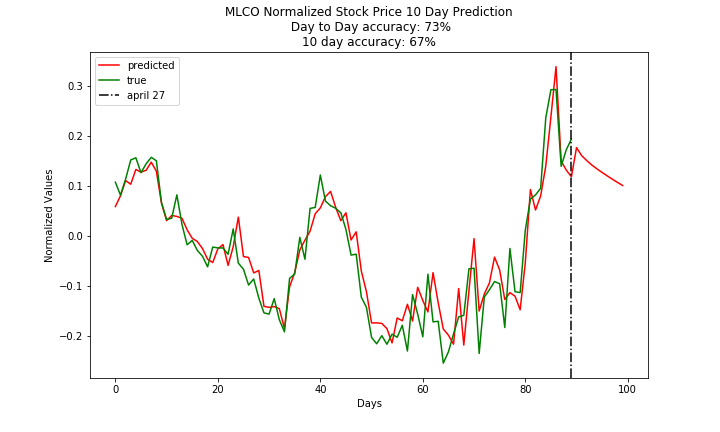 MLCO Normalized Stock Price 10 Day Prediction
Day to Day accuracy: 73%
10 day accuracy: 67%
predicted
true
april 27
Normalized Values
0.3
0.2
0.1
0.0
−0.1
−0.2
0 20 40 60 80 100
Days